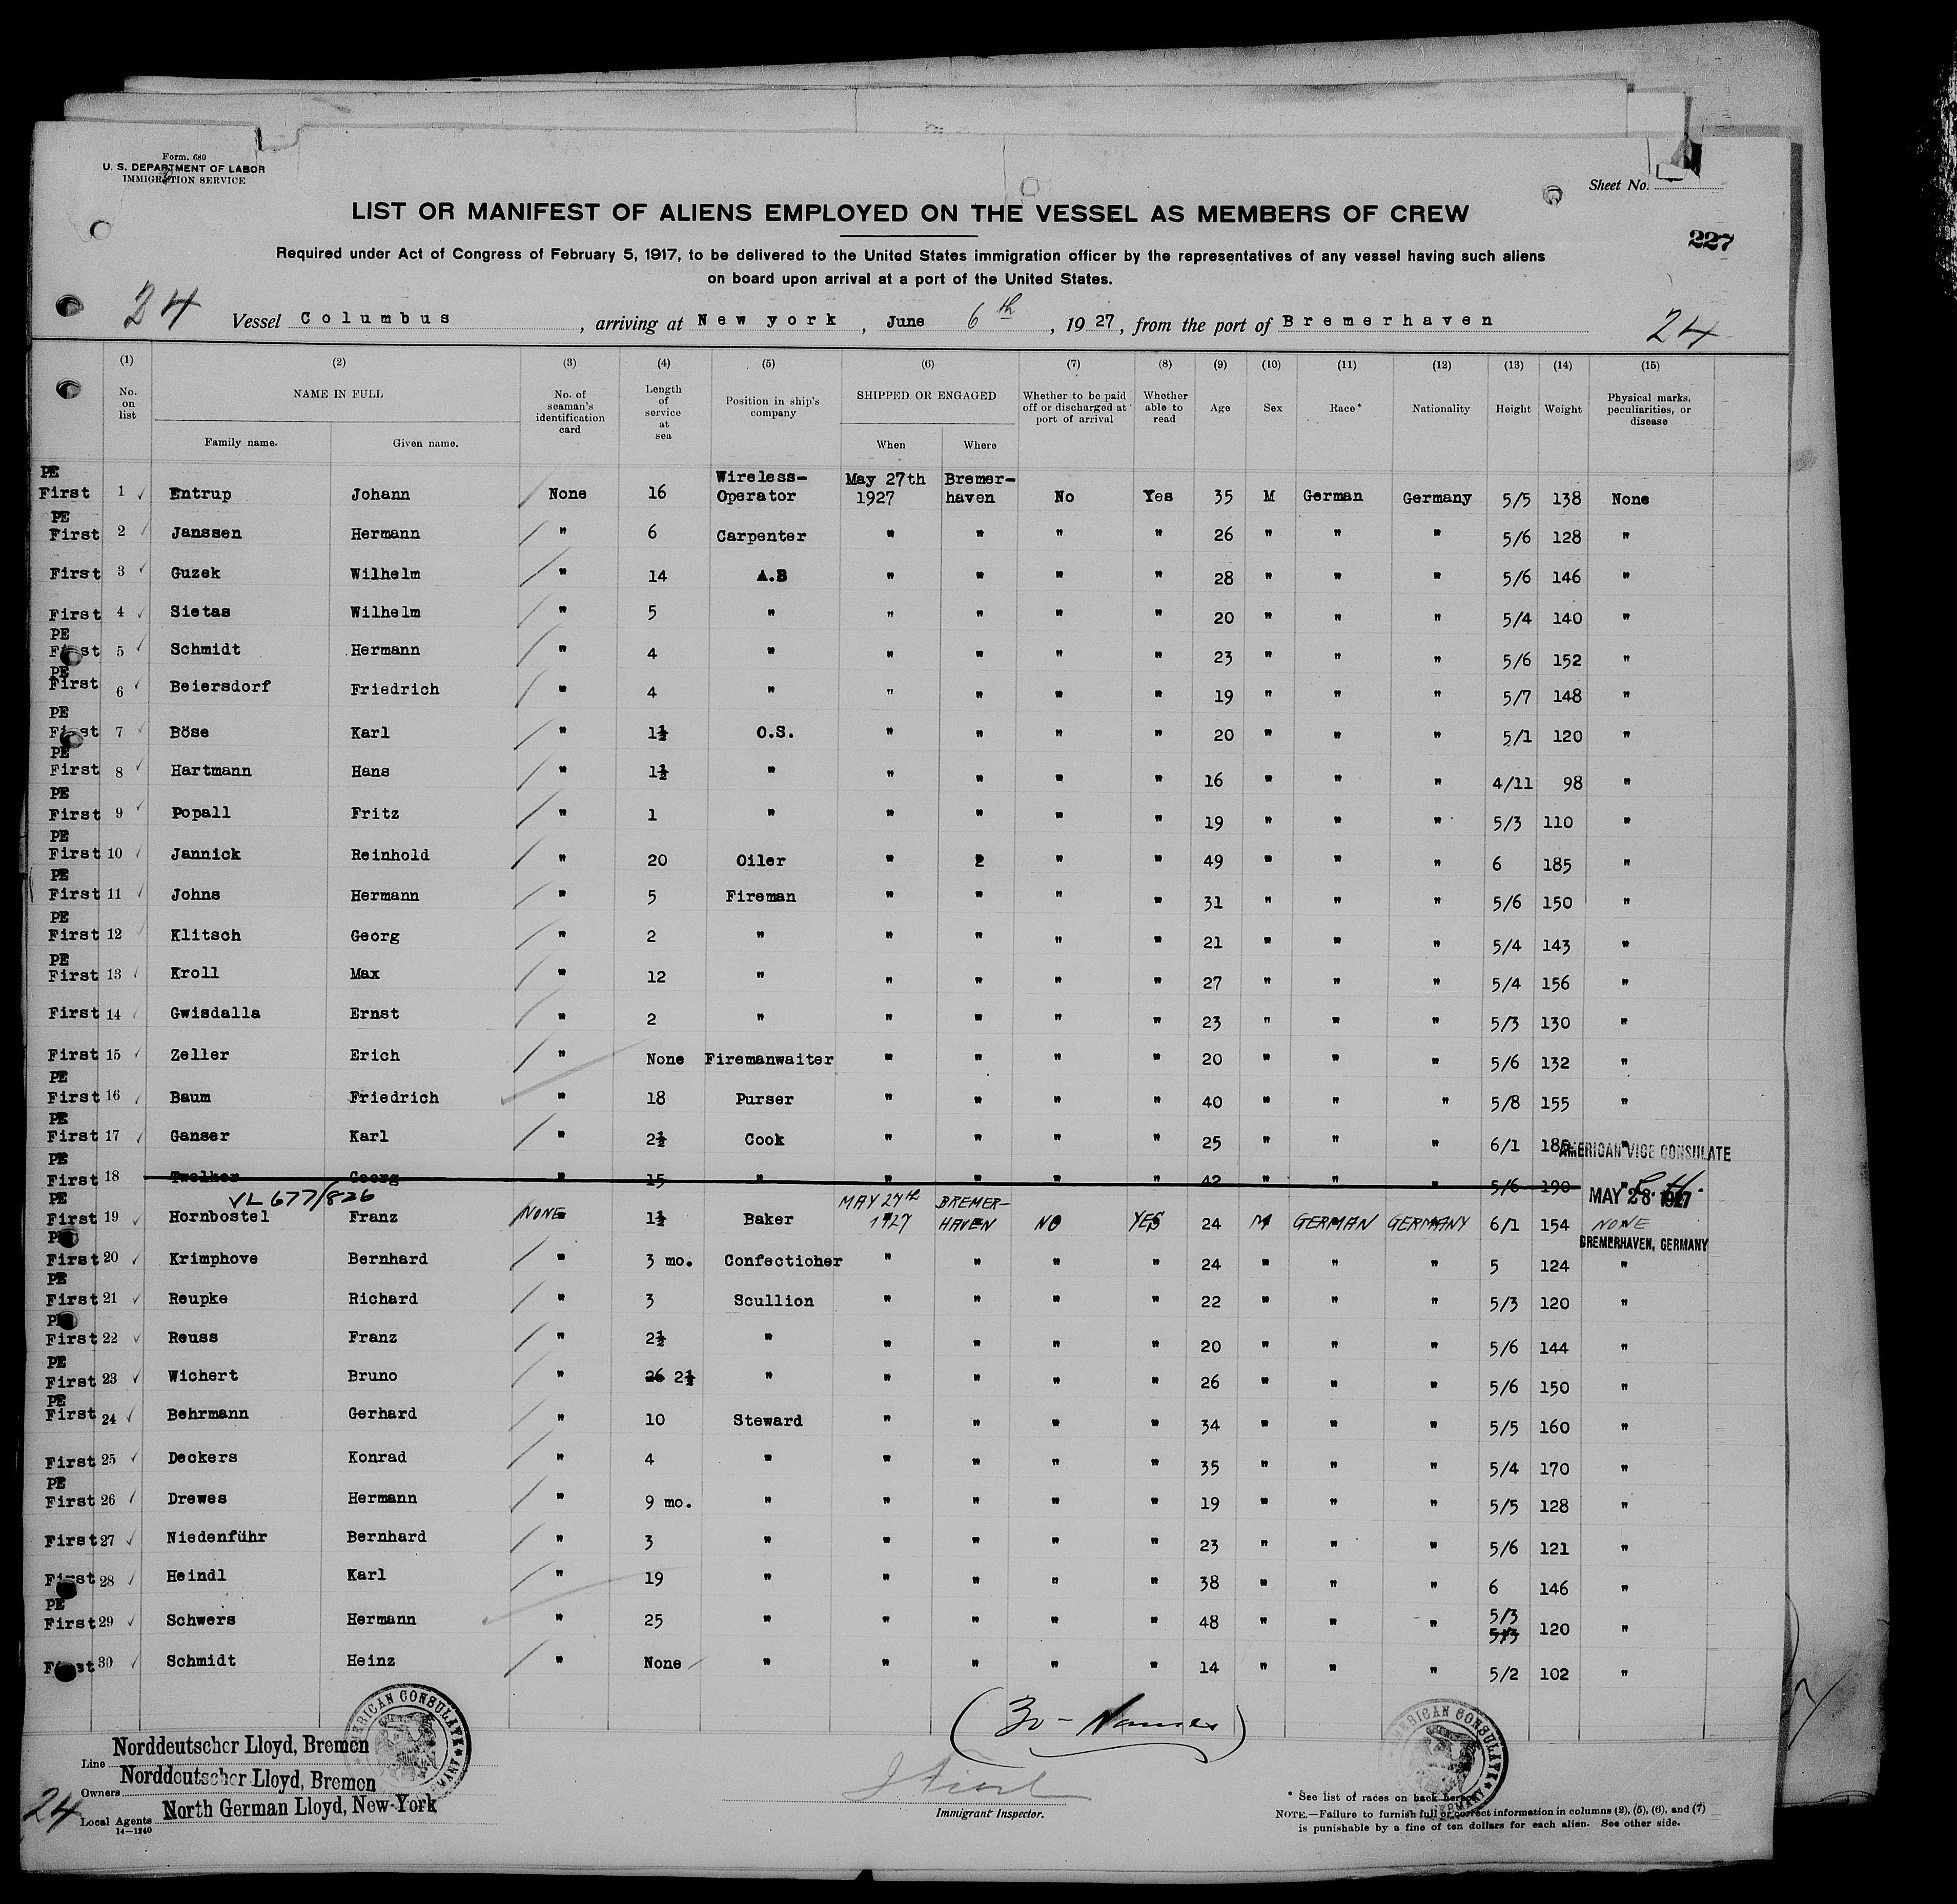 Form. 680
U. S. DEPARTMENT OF LABOR
IMMIGRATION SERVICE
Sheet No.
LIST OR MANIFEST OF ALIENS EMPLOYED ON THE VESSEL AS MEMBERS OF CREW
227
Required under Act of Congress of February 5, 1917, to be delivered to the United States immigration officer by the representatives of any vessel having such aliens
on board upon arrival at a port of the United States.
24 Vessel Columbus, arriving at New york, June 6th, 1927, from the port of Bremerhaven 24
(1) (2) (3) (4) (5) (6) (7) (8) (9) (10) (11) (12) (13) (14) (15)
No. on list NAME IN FULL Family name. Given name. No. of seaman's identification card Length of service at sea Position in ship's company SHIPPED OR ENGAGED When Where Whether to be paid off or discharged at port of arrival Whether able to read Age Sex Race* Nationality Height Weight Physical marks, peculiarities, or disease
PE First 1 Entrup Johann None 16 Wireless-Operator May 27th 1927 Bremer-haven No Yes 35 M German Germany 5/5 138 None
PE First 2 Janssen Hermann " 6 Carpenter " " " " 26 " " " 5/6 128 "
First 3 Guzek Wilhelm " 14 A.B " " " " 28 " " " 5/6 146 "
First 4 Sietas Wilhelm " 5 " " " " " 20 " " " 5/4 140 "
PE First 5 Schmidt Hermann " 4 " " " " " 23 " " " 5/6 152 "
PE First 6 Beiersdorf Friedrich " 4 " " " " " 19 " " " 5/7 148 "
PE First 7 Böse Karl " 1½ O.S. " " " " 20 " " " 5/1 120 "
PE First 8 Hartmann Hans " 1½ " " " " " 16 " " " 4/11 98 "
PE First 9 Popall Fritz " 1 " " " " " 19 " " " 5/3 110 "
PE First 10 Jannick Reinhold " 20 Oiler " 2 " " 49 " " " 6 185 "
PE First 11 Johns Hermann " 5 Fireman " " " " 31 " " " 5/6 150 "
PE First 12 Klitsch Georg " 2 " " " " " 21 " " " 5/4 143 "
PE First 13 Kroll Max " 12 " " " " " 27 " " " 5/4 156 "
First 14 Gwisdalla Ernst " 2 " " " " " 23 " " " 5/3 130 "
First 15 Zeller Erich " None Firemanwaiter " " " " 20 " " " 5/6 132 "
PE First 16 Baum Friedrich " 18 Purser " " " " 40 " " " 5/8 155 "
PE First 17 Ganser Karl " 2½ Cook " " " " 25 " " " 6/1 185 "
AMERICAN VICE CONSULATE
PE First 18 Twelker Georg " 15 " " " " " 42 " " " 5/6 190 "
VL 677/826
MAY 28 1927
PE First 19 Hornbostel Franz NONE 1½ Baker MAY 27th 1927 BREMER-HAVEN NO YES 24 M GERMAN GERMANY 6/1 154 NONE
BREMERHAVEN, GERMANY
PE First 20 Krimphove Bernhard " 3 mo. Confecticher " " " " 24 " " " 5 124 "
PE First 21 Reupke Richard " 3 Scullion " " " " 22 " " " 5/3 120 "
PE First 22 Reuss Franz " 2½ " " " " " 20 " " " 5/6 144 "
PE First 23 Wichert Bruno " 26 2½ " " " " " 26 " " " 5/6 150 "
PE First 24 Behrmann Gerhard " 10 Steward " " " " 34 " " " 5/5 160 "
First 25 Deckers Konrad " 4 " " " " " 35 " " " 5/4 170 "
PE First 26 Drewes Hermann " 9 mo. " " " " " 19 " " " 5/5 128 "
First 27 Niedenführ Bernhard " 3 " " " " " 23 " " " 5/6 121 "
First 28 Heindl Karl " 19 " " " " " 38 " " " 6 146 "
PE First 29 Schwers Hermann " 25 " " " " " 48 " " " 5/3 5/3 120 "
First 30 Schmidt Heinz " None " " " " " 14 " " " 5/2 102 "
(30 - Names)
AMERICAN CONSULATE
AMERICAN CONSULATE
Line Norddeutscher Lloyd, Bremen
Owners Norddeutscher Lloyd, Bremen
24 Local Agents North German Lloyd, New-York
14-1240
Immigrant Inspector.
* See list of races on back hereof.
NOTE.—Failure to furnish full or correct information in columns (2), (5), (6), and (7)
is punishable by a fine of ten dollars for each alien. See other side.